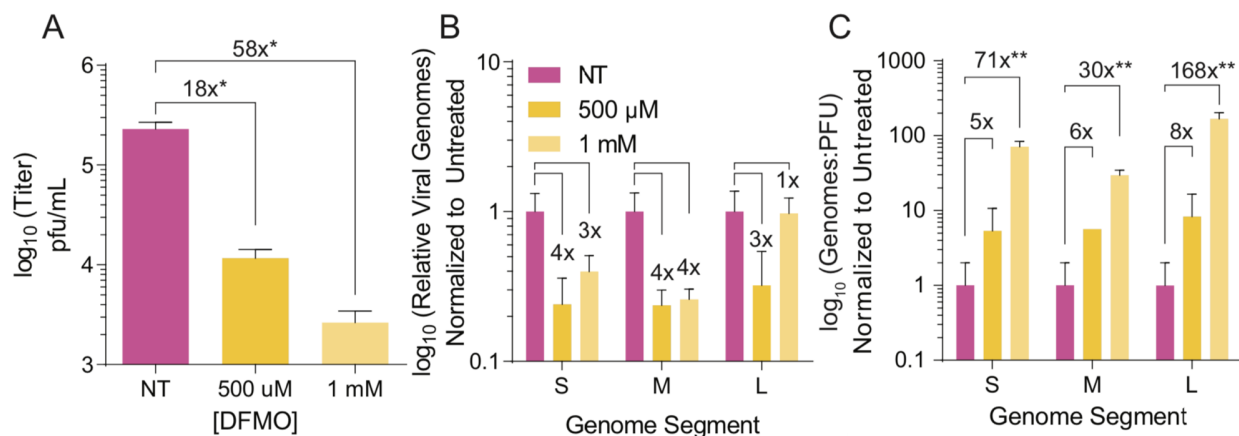 A
log₁₀ (Titer)
pfu/mL
6
5
4
3
58x*
18x*
NT
500 uM
1 mM
[DFMO]
B
log₁₀ (Relative Viral Genomes)
Normalized to Untreated
10
1
0.1
NT
500 µM
1 mM
4x
3x
4x
4x
3x
1x
S
M
L
Genome Segment
C
log₁₀ (Genomes:PFU)
Normalized to Untreated
1000
100
10
1
0.1
71x**
5x
30x**
6x
168x**
8x
S
M
L
Genome Segment